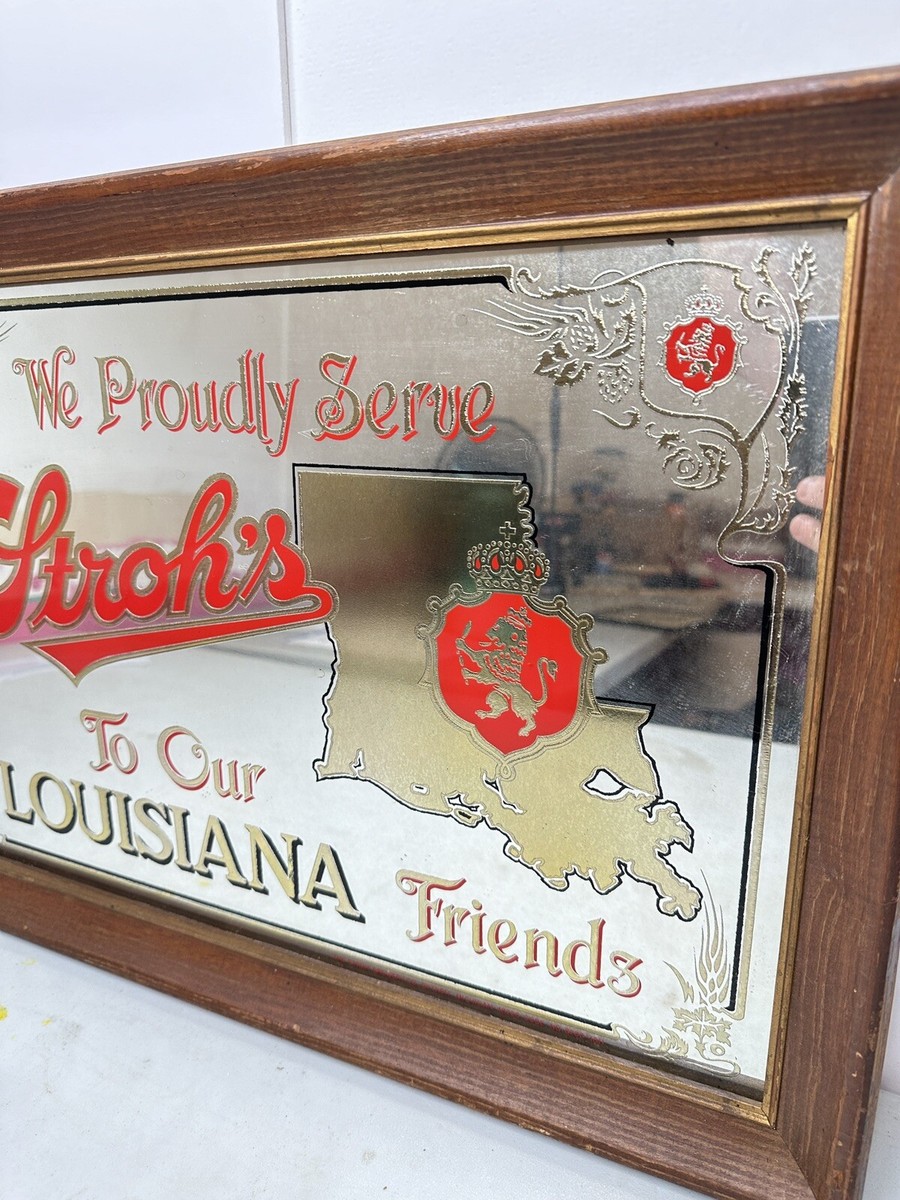 We Proudly Serve
Stroh's
To Our
LOUISIANA
Friends